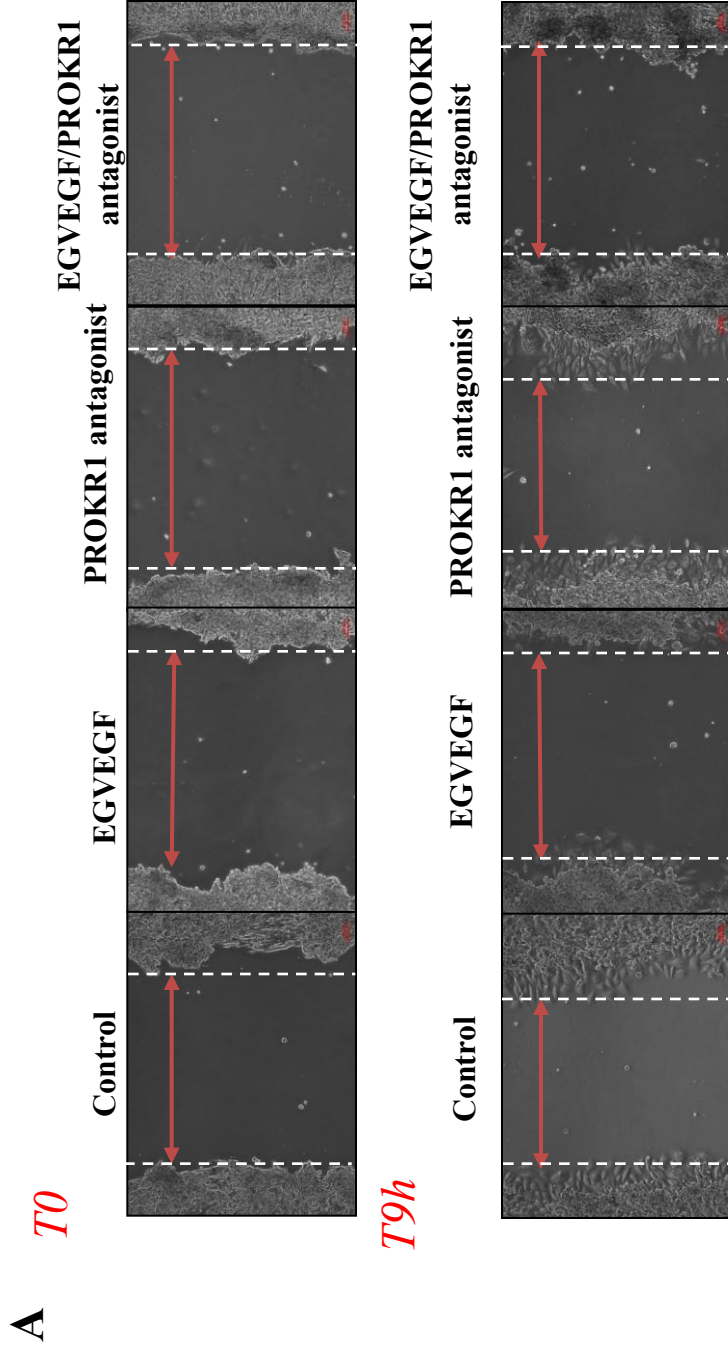 A
T0
Control
EGVEGF
PROKR1 antagonist
EGVEGF/PROKR1
antagonist
T9h
Control
EGVEGF
PROKR1 antagonist
EGVEGF/PROKR1
antagonist